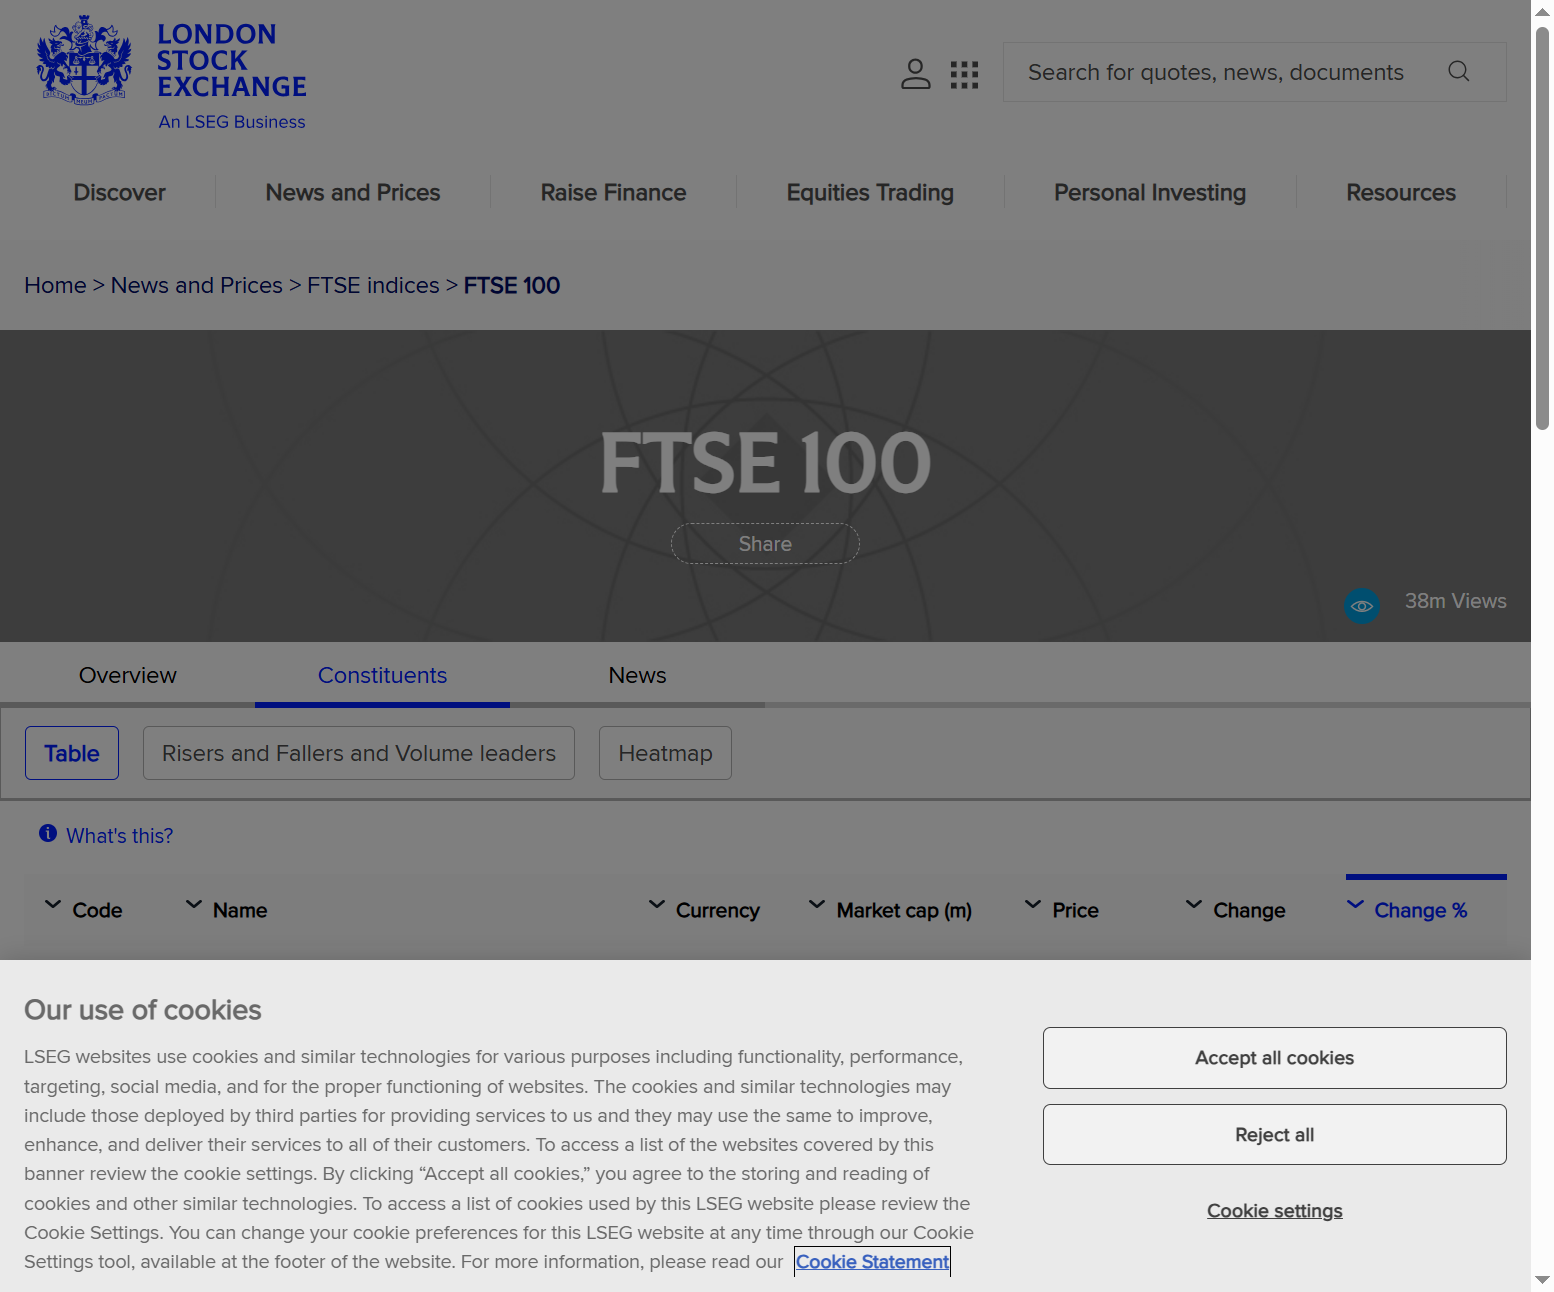 LONDON
STOCK
EXCHANGE
An LSEG Business
Search for quotes, news, documents
Discover
News and Prices
Raise Finance
Equities Trading
Personal Investing
Resources
Home > News and Prices > FTSE indices > FTSE 100
FTSE 100
Share
38m Views
Overview
Constituents
News
Table
Risers and Fallers and Volume leaders
Heatmap
What's this?
Code
Name
Currency
Market cap (m)
Price
Change
Change %
Our use of cookies
LSEG websites use cookies and similar technologies for various purposes including functionality, performance,
targeting, social media, and for the proper functioning of websites. The cookies and similar technologies may
include those deployed by third parties for providing services to us and they may use the same to improve,
enhance, and deliver their services to all of their customers. To access a list of the websites covered by this
banner review the cookie settings. By clicking “Accept all cookies,” you agree to the storing and reading of
cookies and other similar technologies. To access a list of cookies used by this LSEG website please review the
Cookie Settings. You can change your cookie preferences for this LSEG website at any time through our Cookie
Settings tool, available at the footer of the website. For more information, please read our Cookie Statement
Accept all cookies
Reject all
Cookie settings